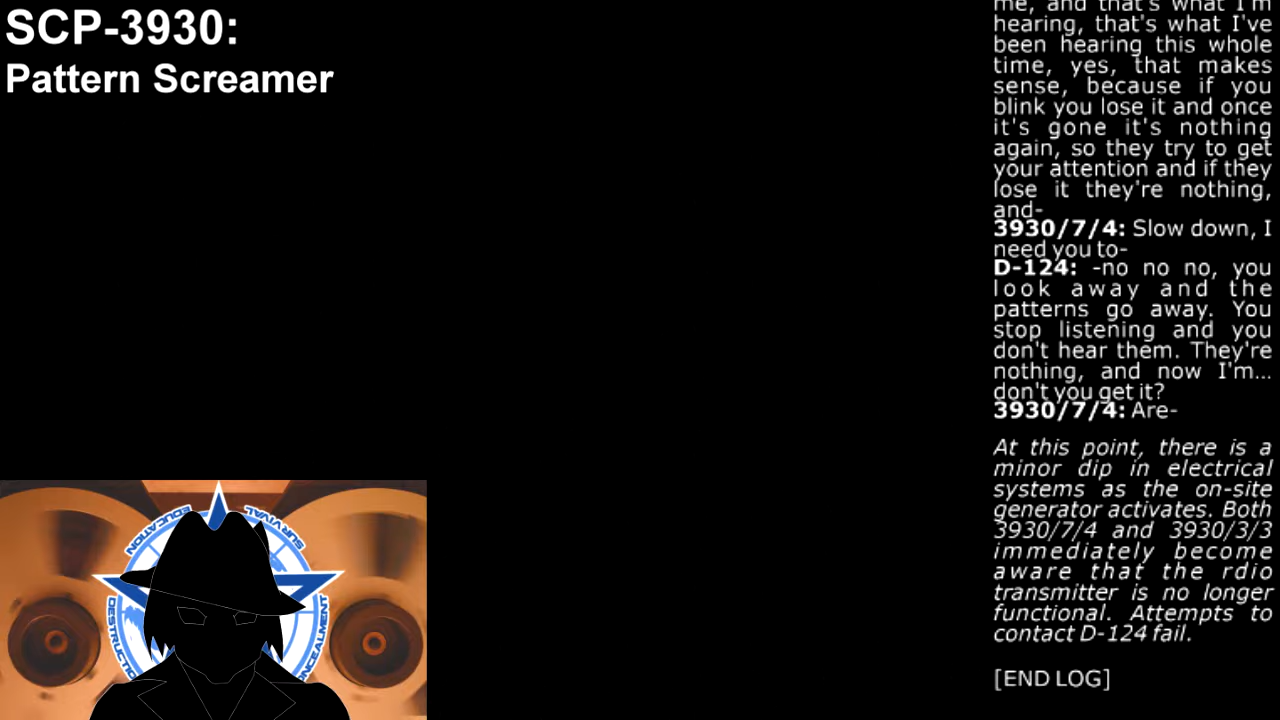 SCP-3930:
Pattern Screamer
me, and that's what I'm
hearing, that's what I've
been hearing this whole
time, yes, that makes
sense, because if you
blink you lose it and once
it's gone it's nothing
again, so they try to get
your attention and if they
lose it they're nothing,
and-
3930/7/4: Slow down, I
need you to-
D-124: -no no no, you
look away and the
patterns go away. You
stop listening and you
don't hear them. They're
nothing, and now I'm...
don't you get it?
3930/7/4: Are-
At this point, there is a
minor dip in electrical
systems as the on-site
generator activates. Both
3930/7/4 and 3930/3/3
immediately become
aware that the rdio
transmitter is no longer
functional. Attempts to
contact D-124 fail.
[END LOG]
EDUCATION
SURVIVAL
DESTRUCTIO
ONCEALMENT